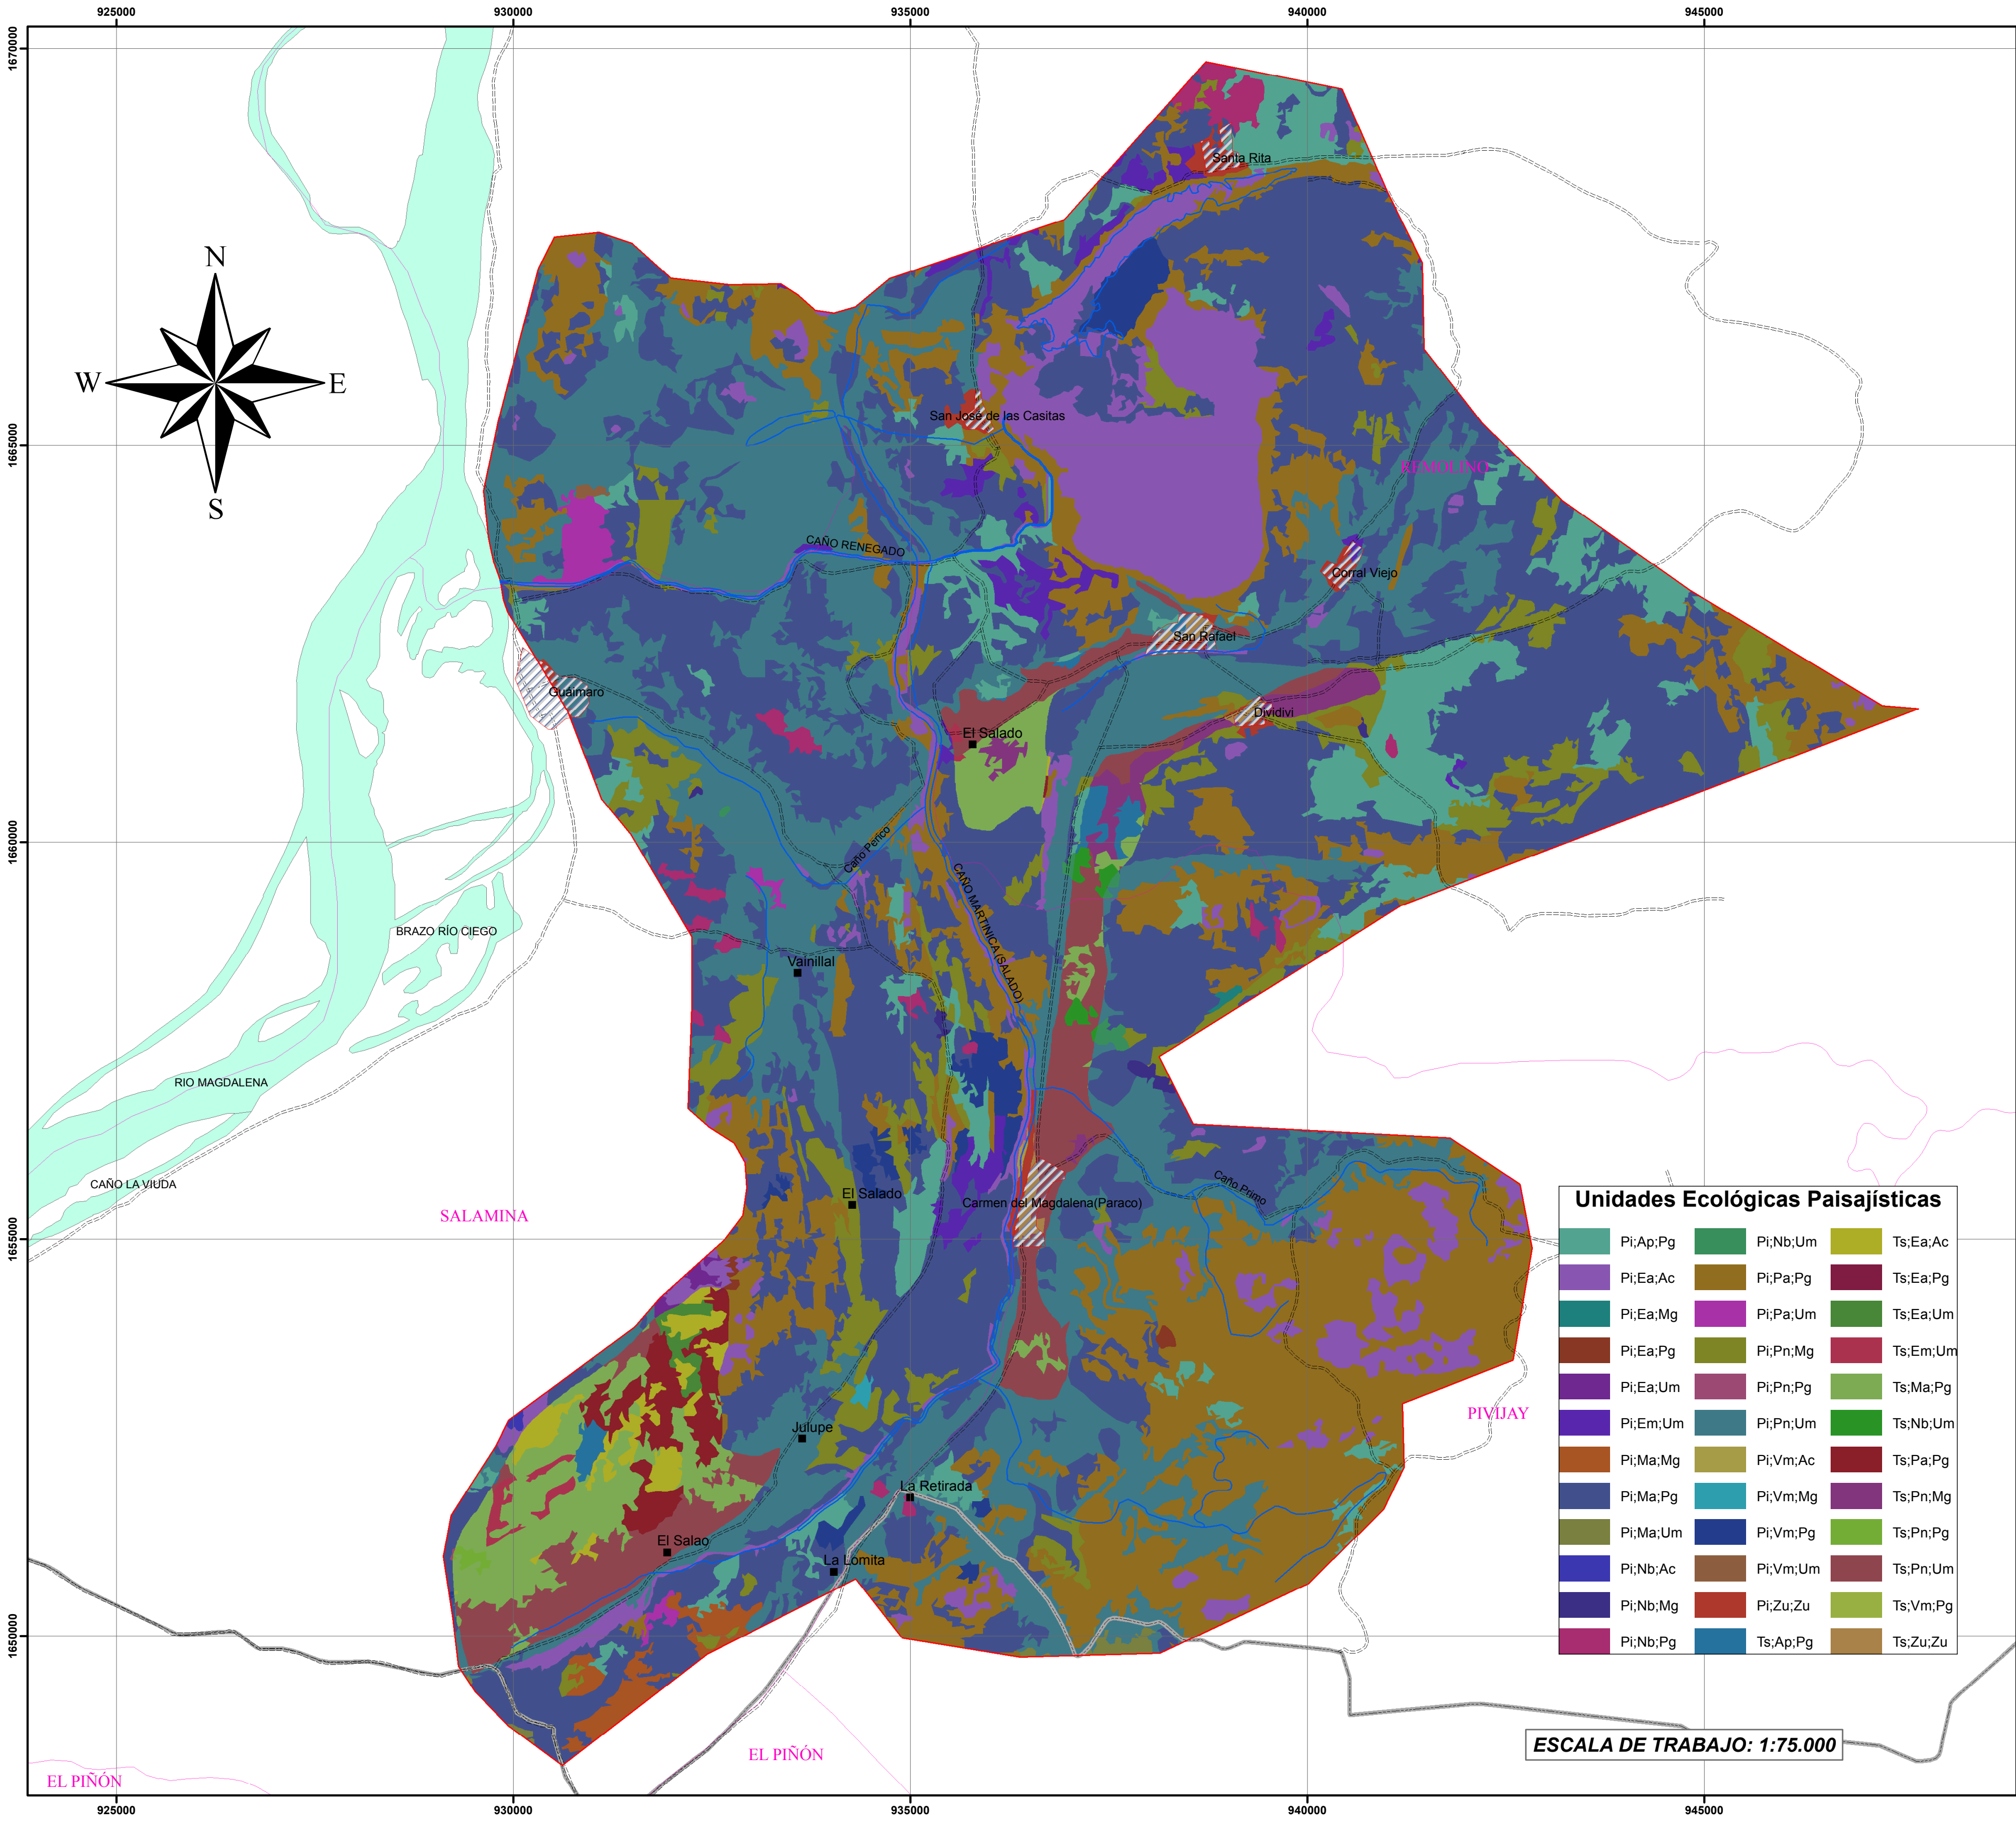 925000
930000
935000
940000
945000
1670000
Santa Rita
N
W
E
S
San José de las Casitas
1665000
REMOLINO
CAÑO RENEGADO
Corral Viejo
San Rafael
Guaimaro
Dividivi
El Salado
1660000
Caño Perico
CAÑO MARTINICA (SALADO)
BRAZO RÍO CIEGO
Vainillal
RIO MAGDALENA
CAÑO LA VIUDA
SALAMINA
El Salado
Carmen del Magdalena(Paraco)
Caño Primo
1655000
Unidades Ecológicas Paisajísticas
Pi;Ap;Pg
Pi;Nb;Um
Ts;Ea;Ac
Pi;Ea;Ac
Pi;Pa;Pg
Ts;Ea;Pg
Pi;Ea;Mg
Pi;Pa;Um
Ts;Ea;Um
Pi;Ea;Pg
Pi;Pn;Mg
Ts;Em;Um
Pi;Ea;Um
Pi;Pn;Pg
Ts;Ma;Pg
Pi;Em;Um
Pi;Pn;Um
Ts;Nb;Um
Pi;Ma;Mg
Pi;Vm;Ac
Ts;Pa;Pg
Pi;Ma;Pg
Pi;Vm;Mg
Ts;Pn;Mg
Pi;Ma;Um
Pi;Vm;Pg
Ts;Pn;Pg
Pi;Nb;Ac
Pi;Vm;Um
Ts;Pn;Um
Pi;Nb;Mg
Pi;Zu;Zu
Ts;Vm;Pg
Pi;Nb;Pg
Ts;Ap;Pg
Ts;Zu;Zu
PIVIJAY
Julupe
La Retirada
El Salao
La Lomita
1650000
ESCALA DE TRABAJO: 1:75.000
EL PIÑÓN
EL PIÑÓN
925000
930000
935000
940000
945000